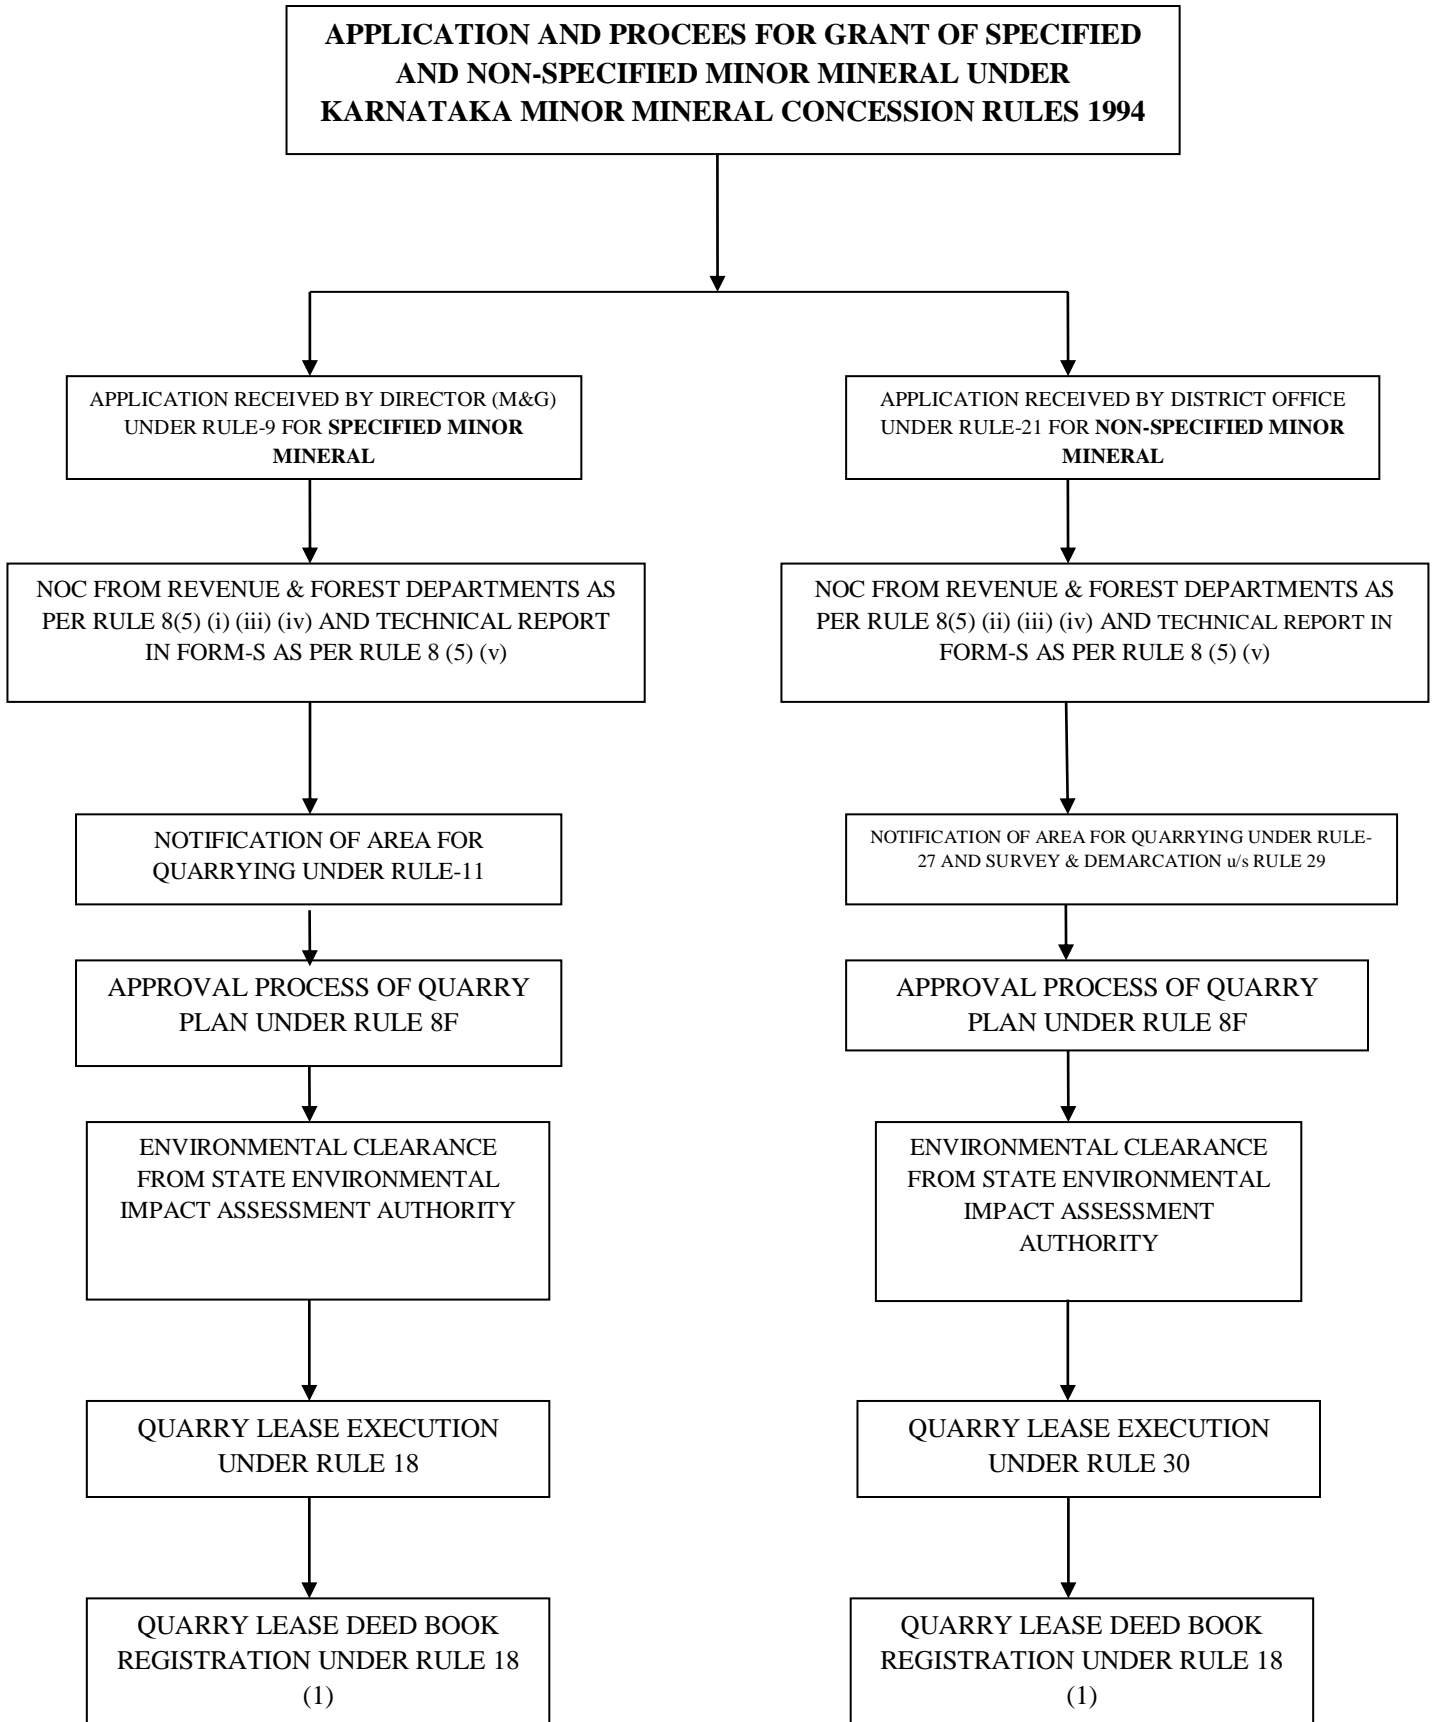 APPLICATION AND PROCEES FOR GRANT OF SPECIFIED
AND NON-SPECIFIED MINOR MINERAL UNDER
KARNATAKA MINOR MINERAL CONCESSION RULES 1994
APPLICATION RECEIVED BY DIRECTOR (M&G)
UNDER RULE-9 FOR SPECIFIED MINOR
MINERAL
NOC FROM REVENUE & FOREST DEPARTMENTS AS
PER RULE 8(5) (i) (iii) (iv) AND TECHNICAL REPORT
IN FORM-S AS PER RULE 8 (5) (v)
NOTIFICATION OF AREA FOR
QUARRYING UNDER RULE-11
APPROVAL PROCESS OF QUARRY
PLAN UNDER RULE 8F
ENVIRONMENTAL CLEARANCE
FROM STATE ENVIRONMENTAL
IMPACT ASSESSMENT AUTHORITY
QUARRY LEASE EXECUTION
UNDER RULE 18
QUARRY LEASE DEED BOOK
REGISTRATION UNDER RULE 18
(1)
APPLICATION RECEIVED BY DISTRICT OFFICE
UNDER RULE-21 FOR NON-SPECIFIED MINOR
MINERAL
NOC FROM REVENUE & FOREST DEPARTMENTS AS
PER RULE 8(5) (ii) (iii) (iv) AND TECHNICAL REPORT IN
FORM-S AS PER RULE 8 (5) (v)
NOTIFICATION OF AREA FOR QUARRYING UNDER RULE-
27 AND SURVEY & DEMARCATION u/s RULE 29
APPROVAL PROCESS OF QUARRY
PLAN UNDER RULE 8F
ENVIRONMENTAL CLEARANCE
FROM STATE ENVIRONMENTAL
IMPACT ASSESSMENT
AUTHORITY
QUARRY LEASE EXECUTION
UNDER RULE 30
QUARRY LEASE DEED BOOK
REGISTRATION UNDER RULE 18
(1)